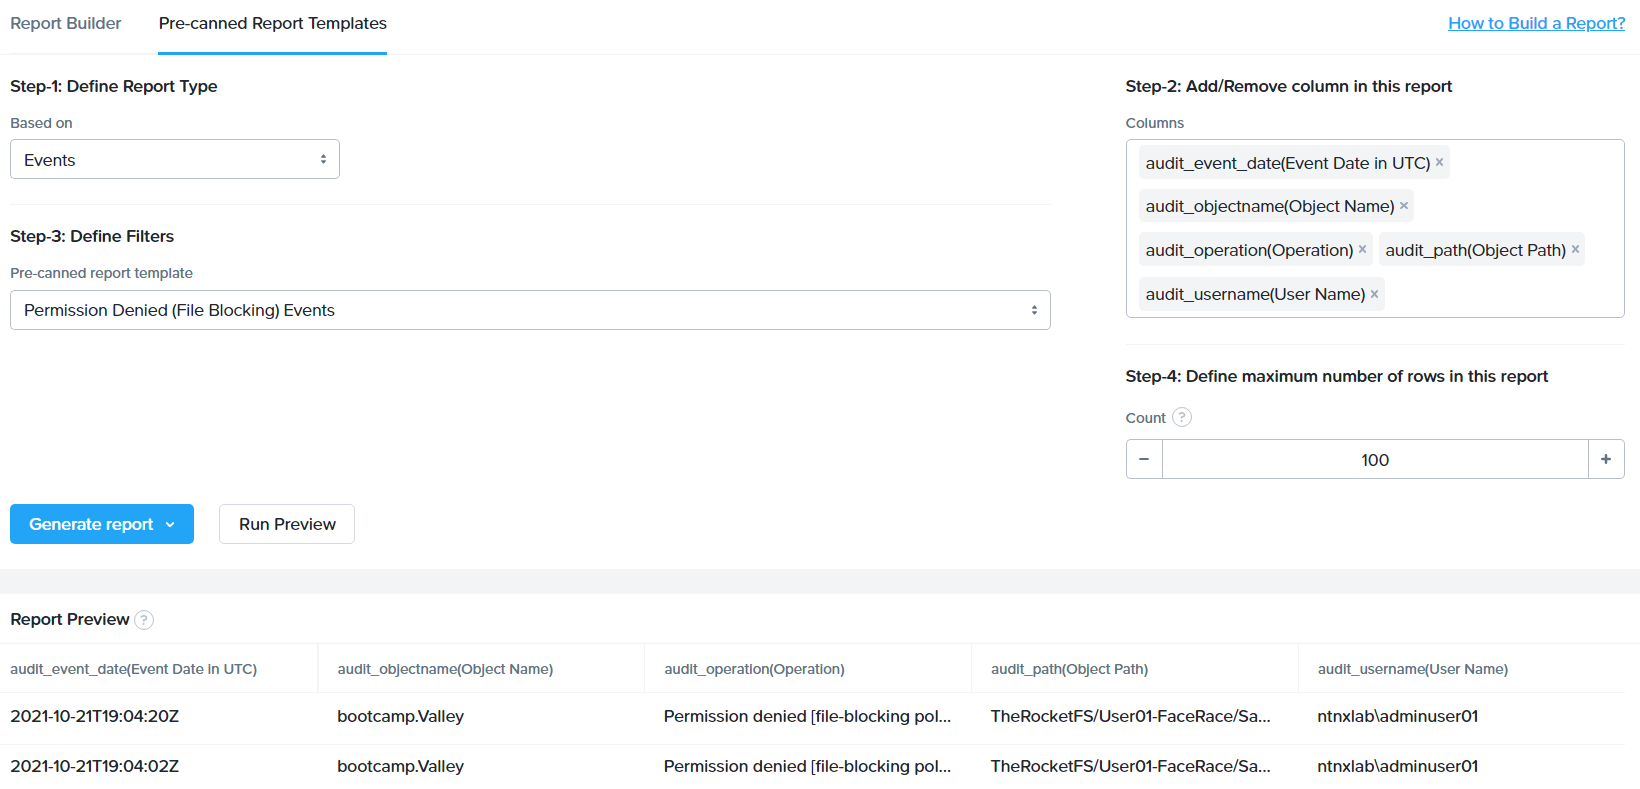 Report Builder
Pre-canned Report Templates
How to Build a Report?
Step-1: Define Report Type
Based on
Events
Step-3: Define Filters
Pre-canned report template
Permission Denied (File Blocking) Events
Step-2: Add/Remove column in this report
Columns
audit_event_date(Event Date in UTC) ×
audit_objectname(Object Name) ×
audit_operation(Operation) × audit_path(Object Path) ×
audit_username(User Name) ×
Step-4: Define maximum number of rows in this report
Count ?
− 100 +
Generate report
Run Preview
Report Preview ?
audit_event_date(Event Date in UTC) audit_objectname(Object Name) audit_operation(Operation) audit_path(Object Path) audit_username(User Name)
2021-10-21T19:04:20Z bootcamp.Valley Permission denied [file-blocking pol... TheRocketFS/User01-FaceRace/Sa... ntnxlab\adminuser01
2021-10-21T19:04:02Z bootcamp.Valley Permission denied [file-blocking pol... TheRocketFS/User01-FaceRace/Sa... ntnxlab\adminuser01